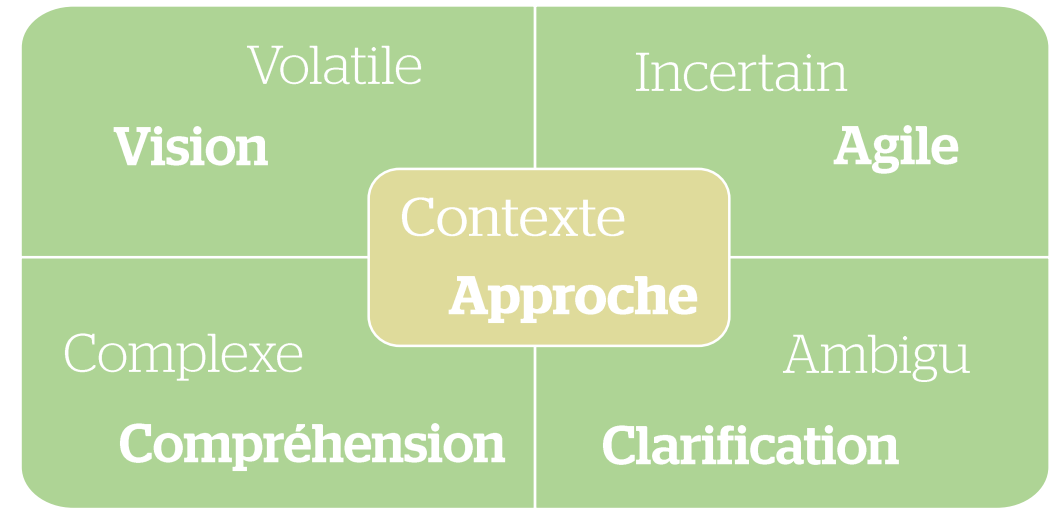 Volatile
Vision
Incertain
Agile
Contexte
Approche
Complexe
Compréhension
Ambigu
Clarification